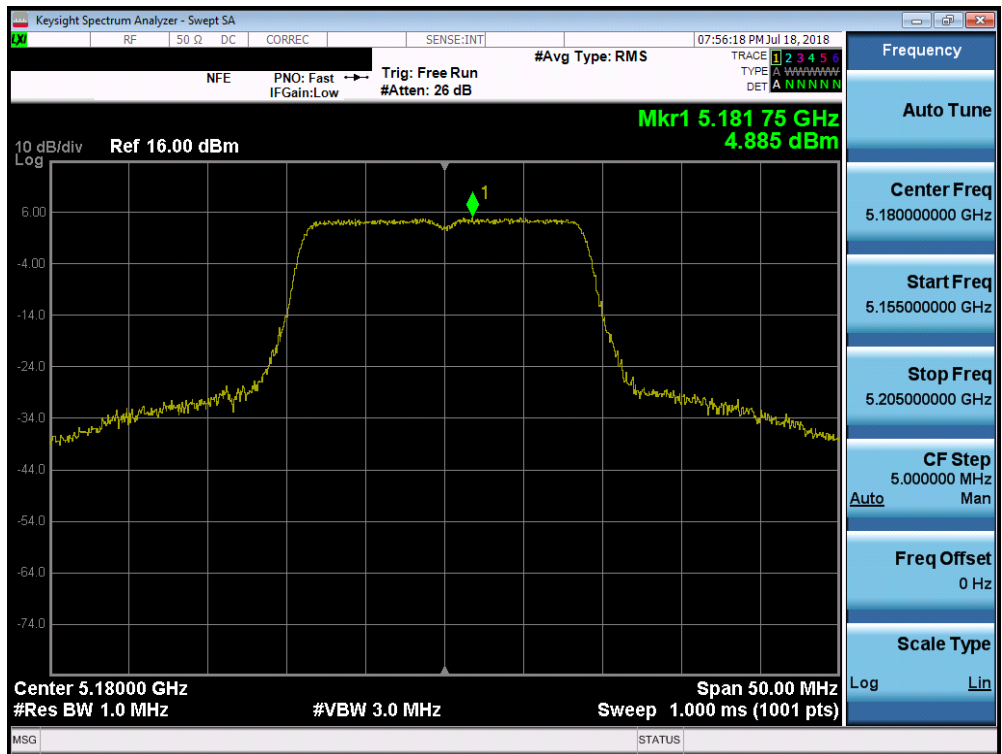 Keysight Spectrum Analyzer - Swept SA
LXI RF 50 Ω DC CORREC SENSE:INT 07:56:18 PM Jul 18, 2018
#Avg Type: RMS TRACE 1 2 3 4 5 6
NFE PNO: Fast Trig: Free Run TYPE A WWWWW
IFGain:Low #Atten: 26 dB DET A N N N N N
Mkr1 5.181 75 GHz
4.885 dBm
10 dB/div Ref 16.00 dBm
Log
1
6.00
-4.00
-14.0
-24.0
-34.0
-44.0
-54.0
-64.0
-74.0
Center 5.18000 GHz Span 50.00 MHz
#Res BW 1.0 MHz #VBW 3.0 MHz Sweep 1.000 ms (1001 pts)
MSG STATUS
Frequency
Auto Tune
Center Freq
5.180000000 GHz
Start Freq
5.155000000 GHz
Stop Freq
5.205000000 GHz
CF Step
5.000000 MHz
Auto Man
Freq Offset
0 Hz
Scale Type
Log Lin